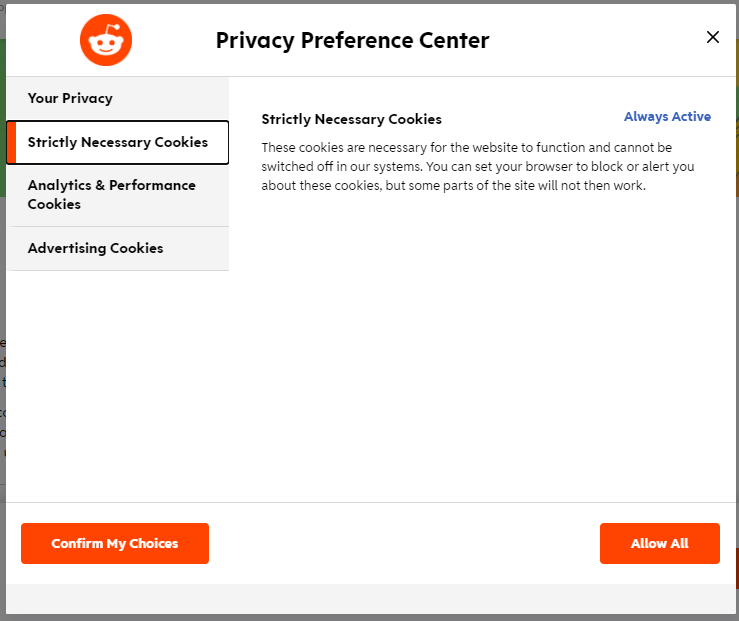 Privacy Preference Center
Your Privacy
Strictly Necessary Cookies
Analytics & Performance
Cookies
Advertising Cookies
Strictly Necessary Cookies
Always Active
These cookies are necessary for the website to function and cannot be
switched off in our systems. You can set your browser to block or alert you
about these cookies, but some parts of the site will not then work.
Confirm My Choices
Allow All